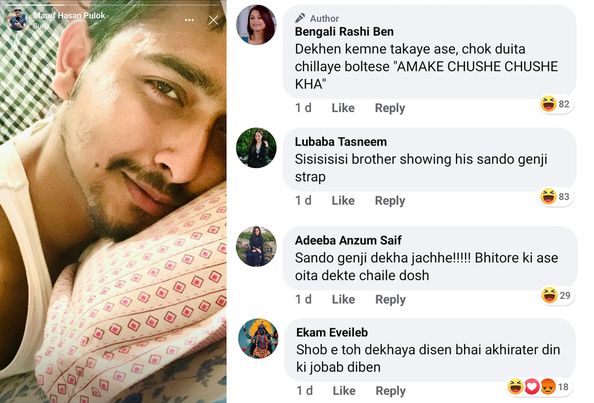 Maruf Hasan Pulok
Author
Bengali Rashi Ben
Dekhen kemne takaye ase, chok duita
chillaye boltese "AMAKE CHUSHE CHUSHE
KHA"
1 d Like Reply 82
Lubaba Tasneem
Sisisisisi brother showing his sando genji
strap
1 d Like Reply 83
Adeeba Anzum Saif
Sando genji dekha jachhe!!!!! Bhitore ki ase
oita dekte chaile dosh
1 d Like Reply 29
Ekam Eveileb
Shob e toh dekhaya disen bhai akhirater din
ki jobab diben
1 d Like Reply 18